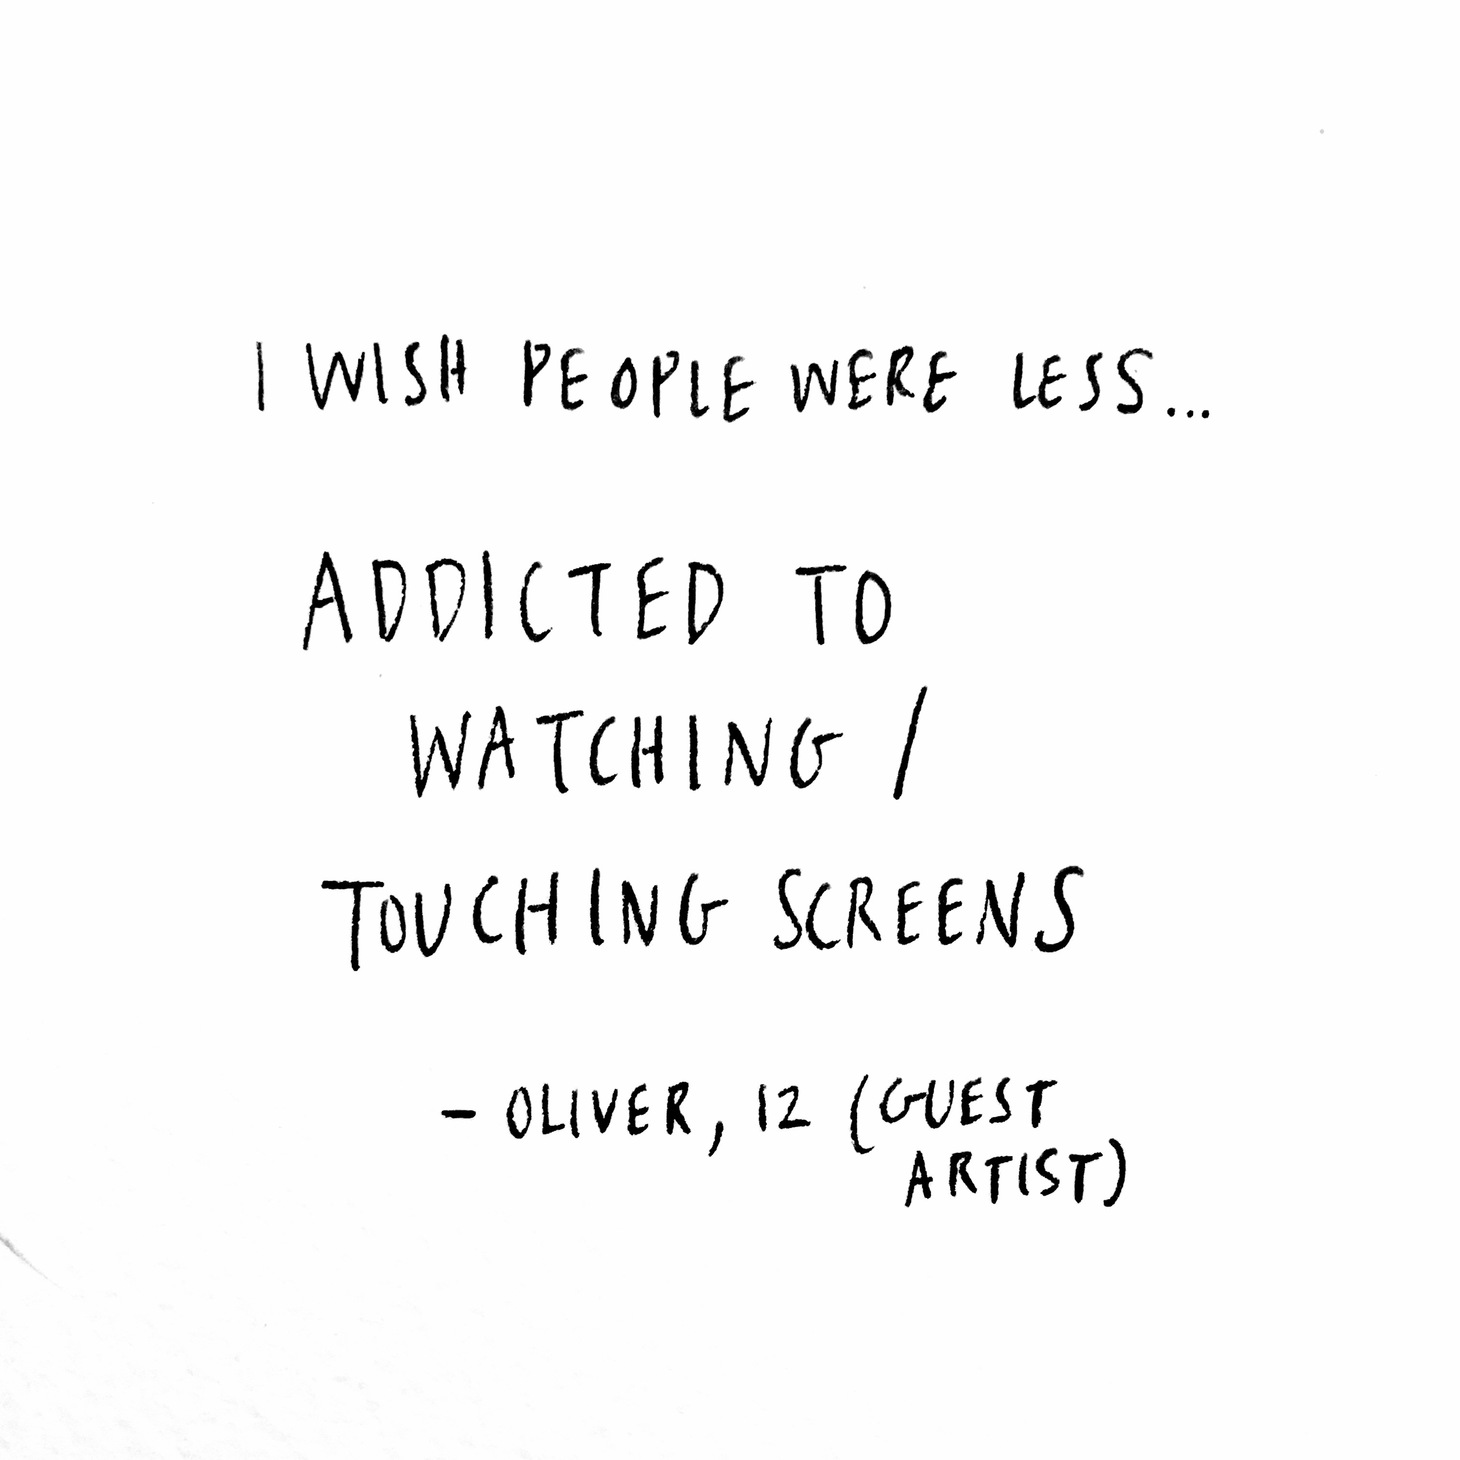 I WISH PEOPLE WERE LESS...
ADDICTED TO
WATCHING /
TOUCHING SCREENS
- OLIVER, 12 (GUEST
ARTIST)